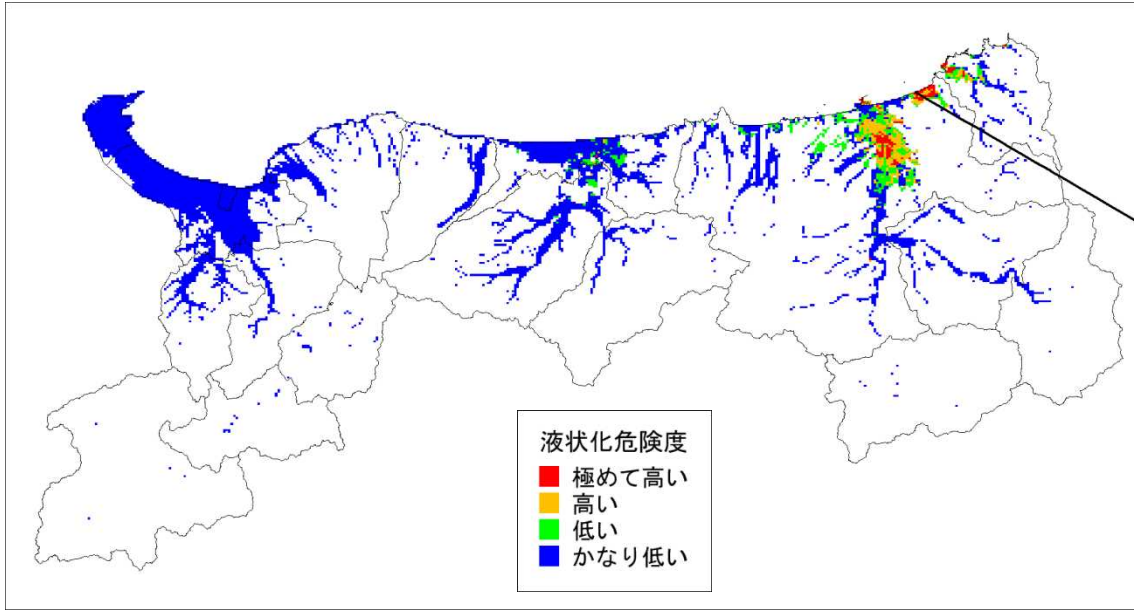 液状化危険度
極めて高い
高い
低い
かなり低い